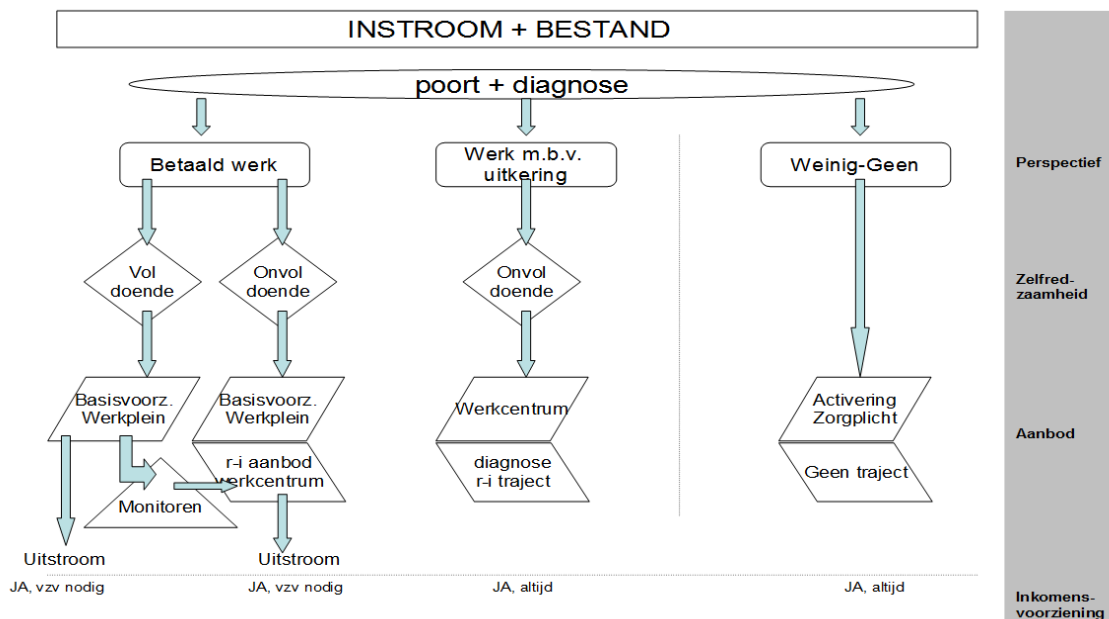 INSTROOM + BESTAND
poort + diagnose
Betaald werk
Werk m.b.v.
uitkering
Weinig-Geen
Perspectief
Vol
doende
Onvol
doende
Onvol
doende
Zelfred-
zaamheid
Basisvoorz.
Werkplein
Basisvoorz.
Werkplein
Werkcentrum
Activering
Zorgplicht
Aanbod
r-i aanbod
werkcentrum
diagnose
r-i traject
Geen traject
Monitoren
Uitstroom
Uitstroom
JA, vzv nodig
JA, vzv nodig
JA, altijd
JA, altijd
Inkomens-
voorziening